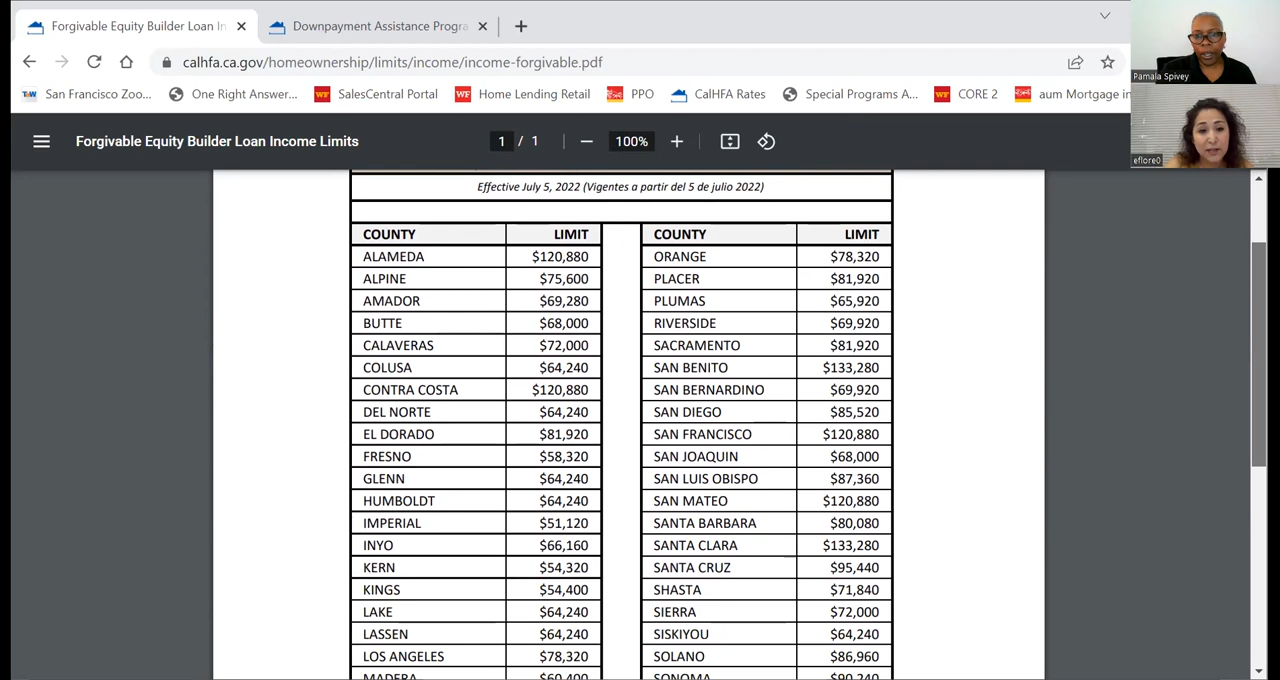 Forgivable Equity Builder Loan In
Downpayment Assistance Progra
calhfa.ca.gov/homeownership/limits/income/income-forgivable.pdf
San Francisco Zoo... One Right Answer... WF SalesCentral Portal WF Home Lending Retail PPO CalHFA Rates Special Programs A... WF CORE 2 aum Mortgage in
Pamala Spivey
eflore0
Forgivable Equity Builder Loan Income Limits 1 / 1 100%
Effective July 5, 2022 (Vigentes a partir del 5 de julio 2022)
COUNTY LIMIT COUNTY LIMIT
ALAMEDA $120,880 ORANGE $78,320
ALPINE $75,600 PLACER $81,920
AMADOR $69,280 PLUMAS $65,920
BUTTE $68,000 RIVERSIDE $69,920
CALAVERAS $72,000 SACRAMENTO $81,920
COLUSA $64,240 SAN BENITO $133,280
CONTRA COSTA $120,880 SAN BERNARDINO $69,920
DEL NORTE $64,240 SAN DIEGO $85,520
EL DORADO $81,920 SAN FRANCISCO $120,880
FRESNO $58,320 SAN JOAQUIN $68,000
GLENN $64,240 SAN LUIS OBISPO $87,360
HUMBOLDT $64,240 SAN MATEO $120,880
IMPERIAL $51,120 SANTA BARBARA $80,080
INYO $66,160 SANTA CLARA $133,280
KERN $54,320 SANTA CRUZ $95,440
KINGS $54,400 SHASTA $71,840
LAKE $64,240 SIERRA $72,000
LASSEN $64,240 SISKIYOU $64,240
LOS ANGELES $78,320 SOLANO $86,960
MADERA $60,400 SONOMA $90,240